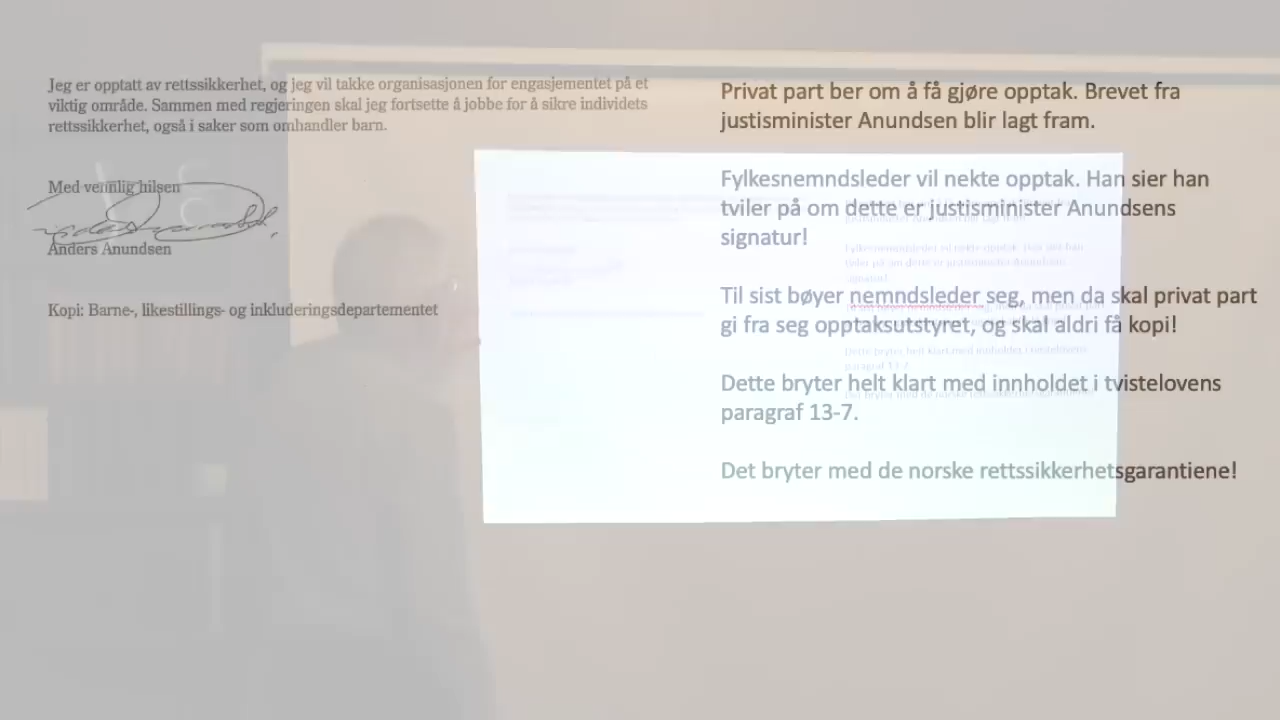 Jeg er opptatt av rettssikkerhet, og jeg vil takke organisasjonen for engasjementet på et
viktig område. Sammen med regjeringen skal jeg fortsette å jobbe for å sikre individets
rettssikkerhet, også i saker som omhandler barn.
Med vennlig hilsen
Anders Anundsen
Kopi: Barne-, likestillings- og inkluderingsdepartementet
Privat part ber om å få gjøre opptak. Brevet fra
justisminister Anundsen blir lagt fram.
Fylkesnemndsleder vil nekte opptak. Han sier han
tviler på om dette er justisminister Anundsens
signatur!
Til sist bøyer nemndsleder seg, men da skal privat part
gi fra seg opptaksutstyret, og skal aldri få kopi!
Dette bryter helt klart med innholdet i tvistelovens
paragraf 13-7.
Det bryter med de norske rettssikkerhetsgarantiene!